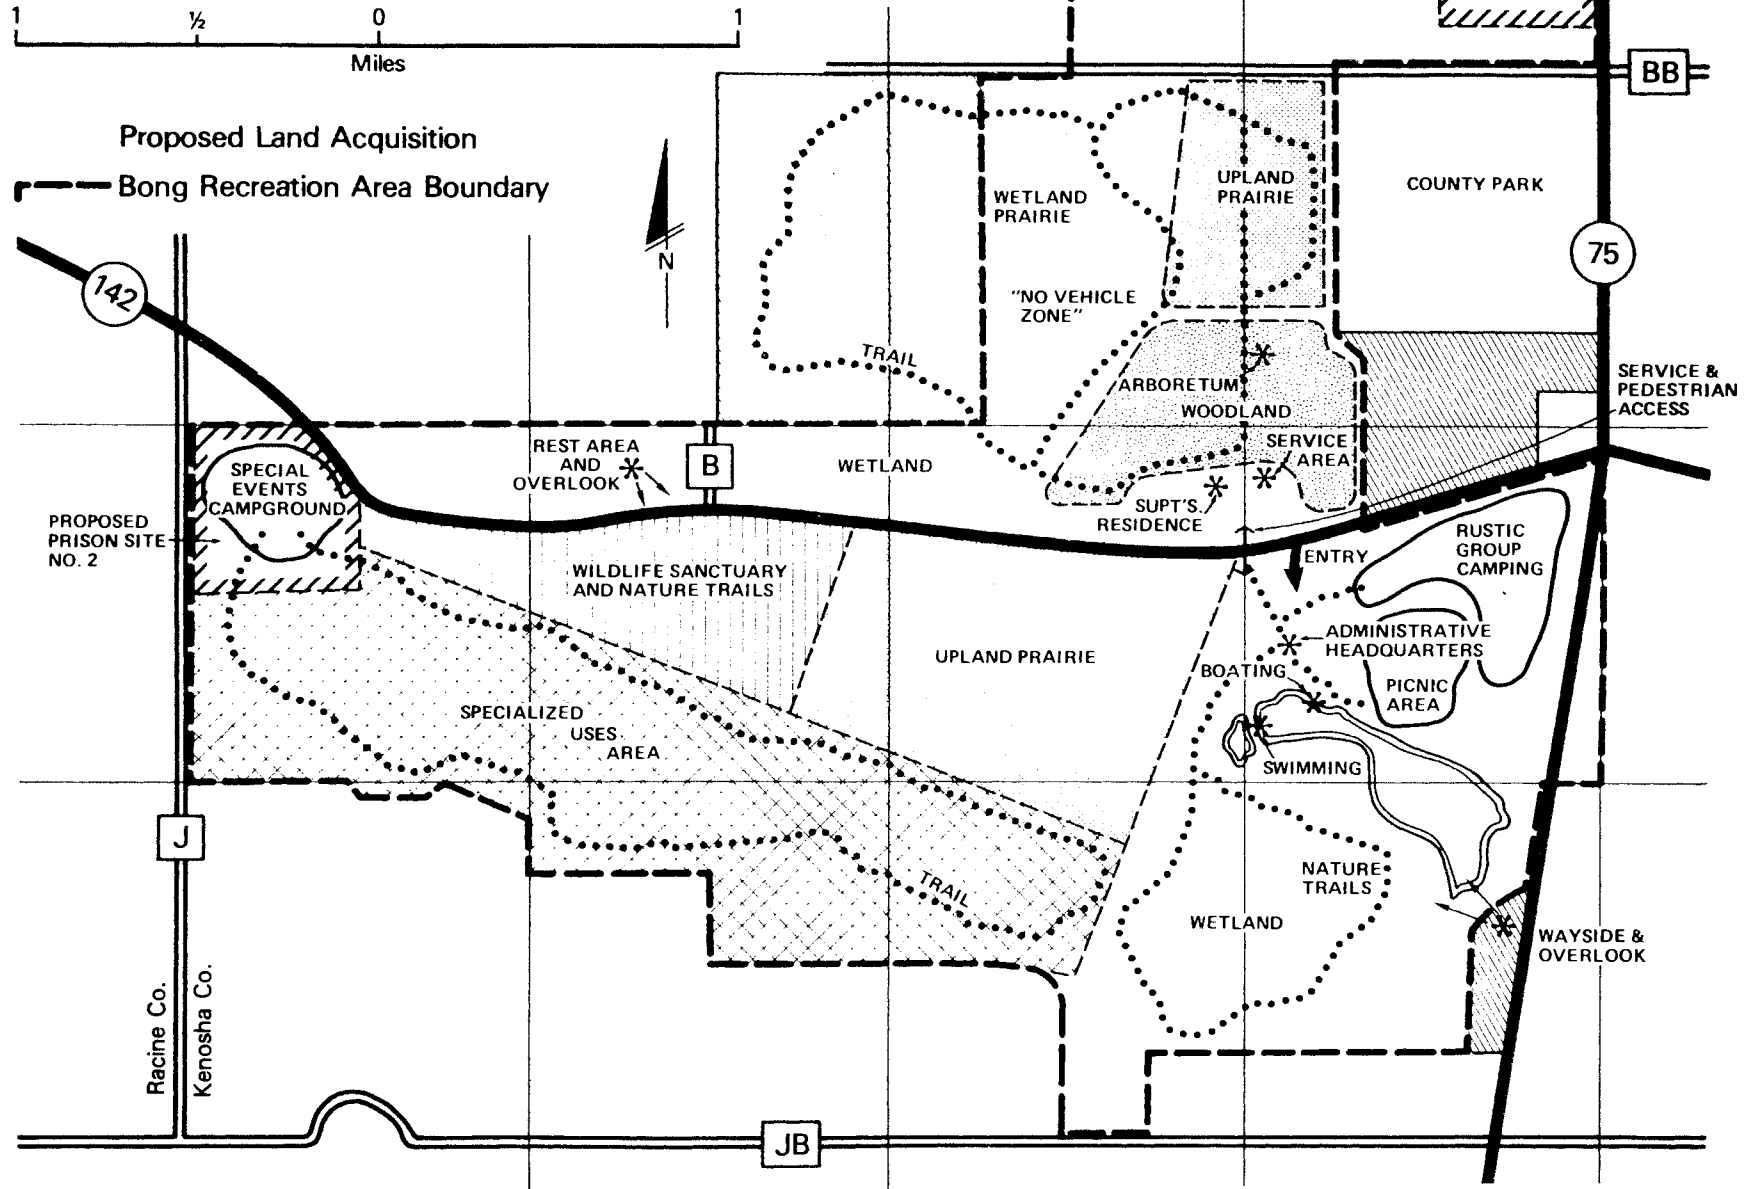 1 ½ 0 1
Miles
BB
Proposed Land Acquisition
Bong Recreation Area Boundary
N
142
75
COUNTY PARK
UPLAND
PRAIRIE
WETLAND
PRAIRIE
"NO VEHICLE
ZONE"
TRAIL
ARBORETUM
WOODLAND
SERVICE &
PEDESTRIAN
ACCESS
SERVICE
AREA
SUPT'S.
RESIDENCE
REST AREA
AND
OVERLOOK
B
WETLAND
SPECIAL
EVENTS
CAMPGROUND
PROPOSED
PRISON SITE
NO. 2
WILDLIFE SANCTUARY
AND NATURE TRAILS
UPLAND PRAIRIE
ENTRY
RUSTIC
GROUP
CAMPING
ADMINISTRATIVE
HEADQUARTERS
BOATING
PICNIC
AREA
SWIMMING
SPECIALIZED
USES
AREA
J
TRAIL
NATURE
TRAILS
WETLAND
WAYSIDE &
OVERLOOK
Racine Co.
Kenosha Co.
JB